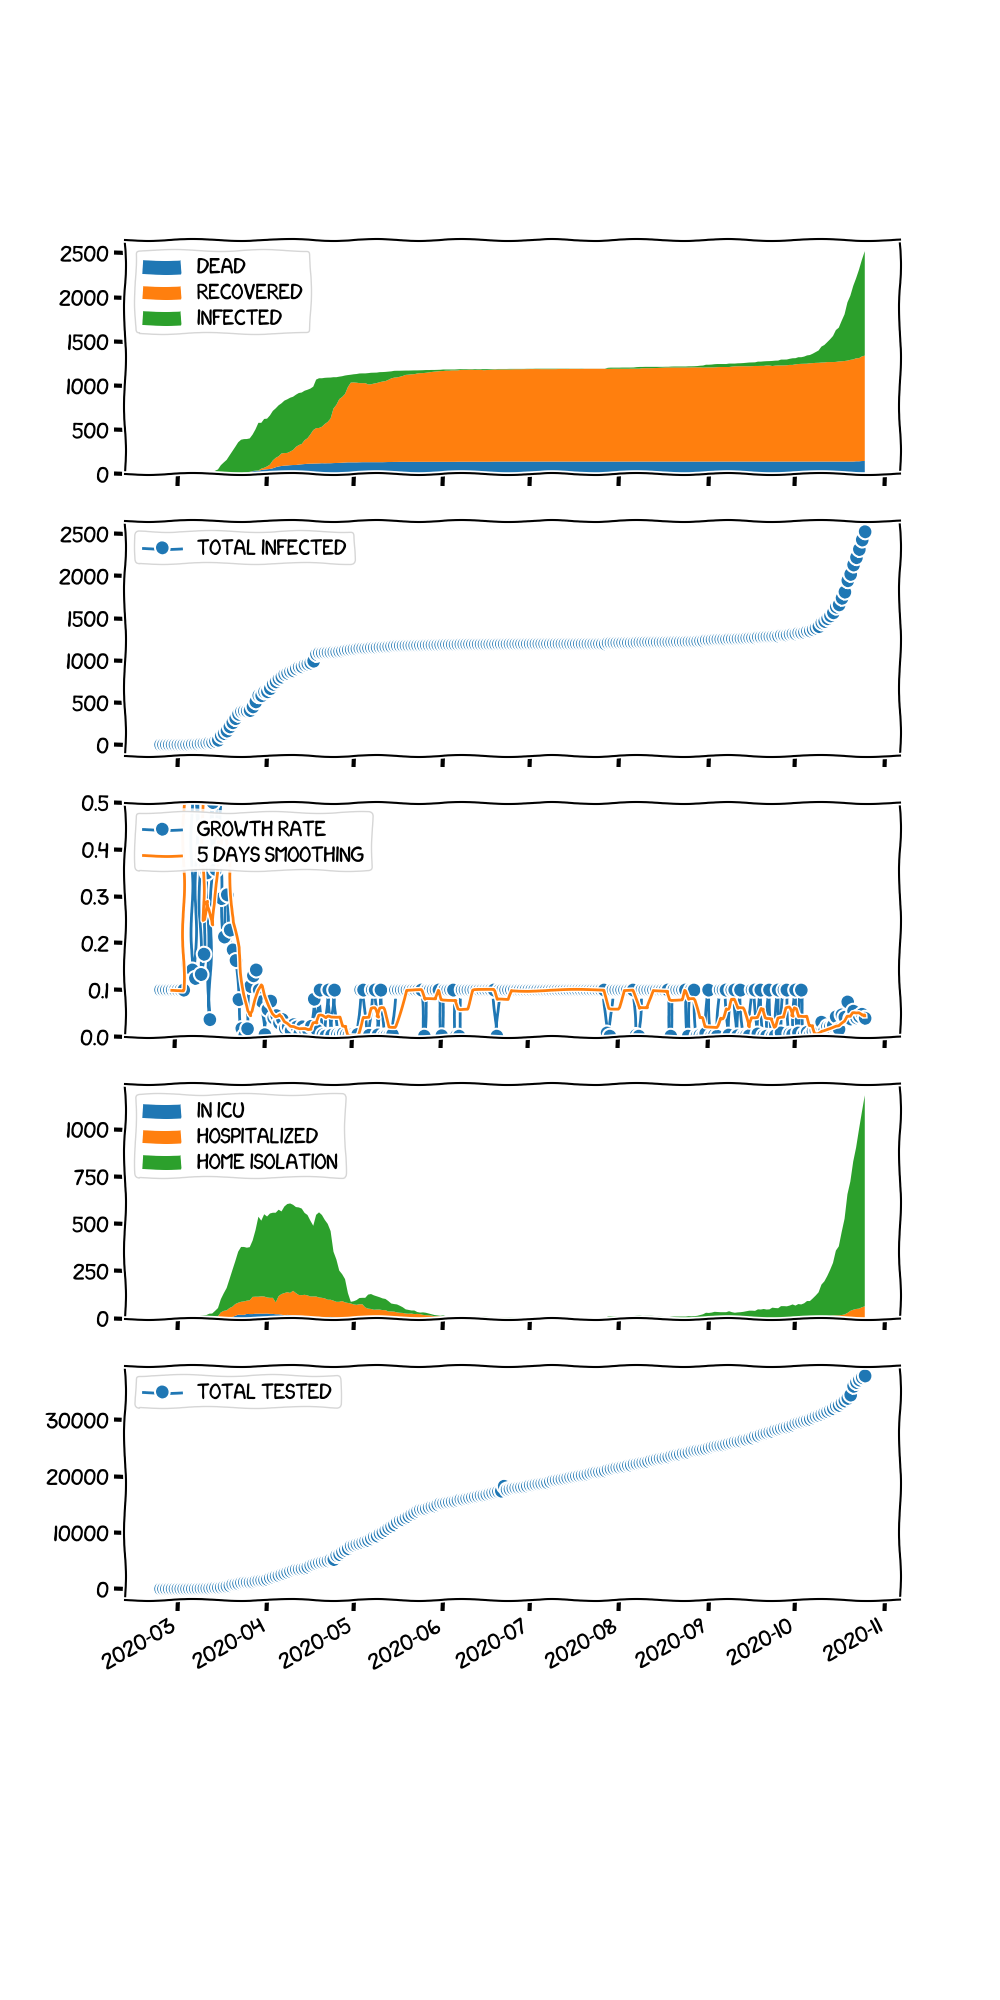 2500
2000
1500
1000
500
0
DEAD
RECOVERED
INFECTED
2500
2000
1500
1000
500
0
TOTAL INFECTED
0.5
0.4
0.3
0.2
0.1
0.0
GROWTH RATE
5 DAYS SMOOTHING
1000
750
500
250
0
IN ICU
HOSPITALIZED
HOME ISOLATION
30000
20000
10000
0
TOTAL TESTED
2020-03 2020-04 2020-05 2020-06 2020-07 2020-08 2020-09 2020-10 2020-11